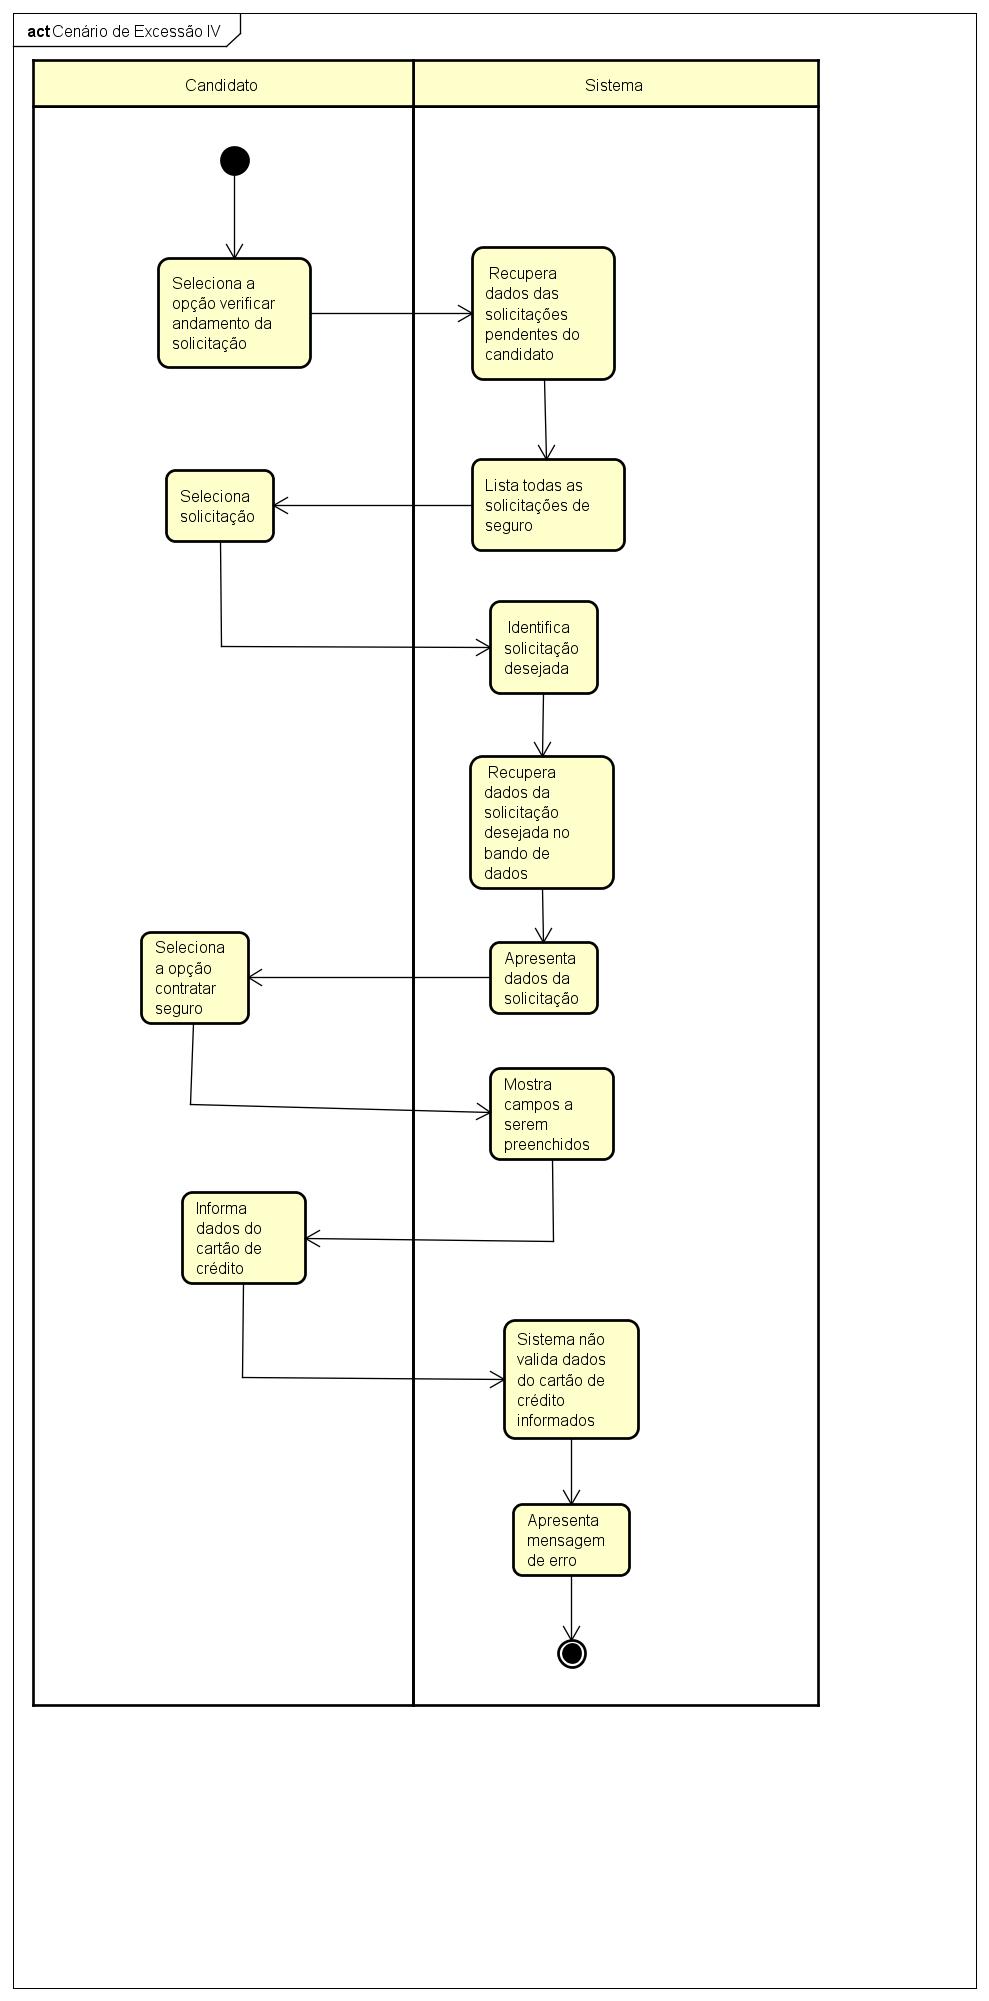 act Cenário de Excessão IV
Candidato
Sistema
Seleciona a
opção verificar
andamento da
solicitação
Recupera
dados das
solicitações
pendentes do
candidato
Lista todas as
solicitações de
seguro
Seleciona
solicitação
Identifica
solicitação
desejada
Recupera
dados da
solicitação
desejada no
bando de
dados
Apresenta
dados da
solicitação
Seleciona
a opção
contratar
seguro
Mostra
campos a
serem
preenchidos
Informa
dados do
cartão de
crédito
Sistema não
valida dados
do cartão de
crédito
informados
Apresenta
mensagem
de erro